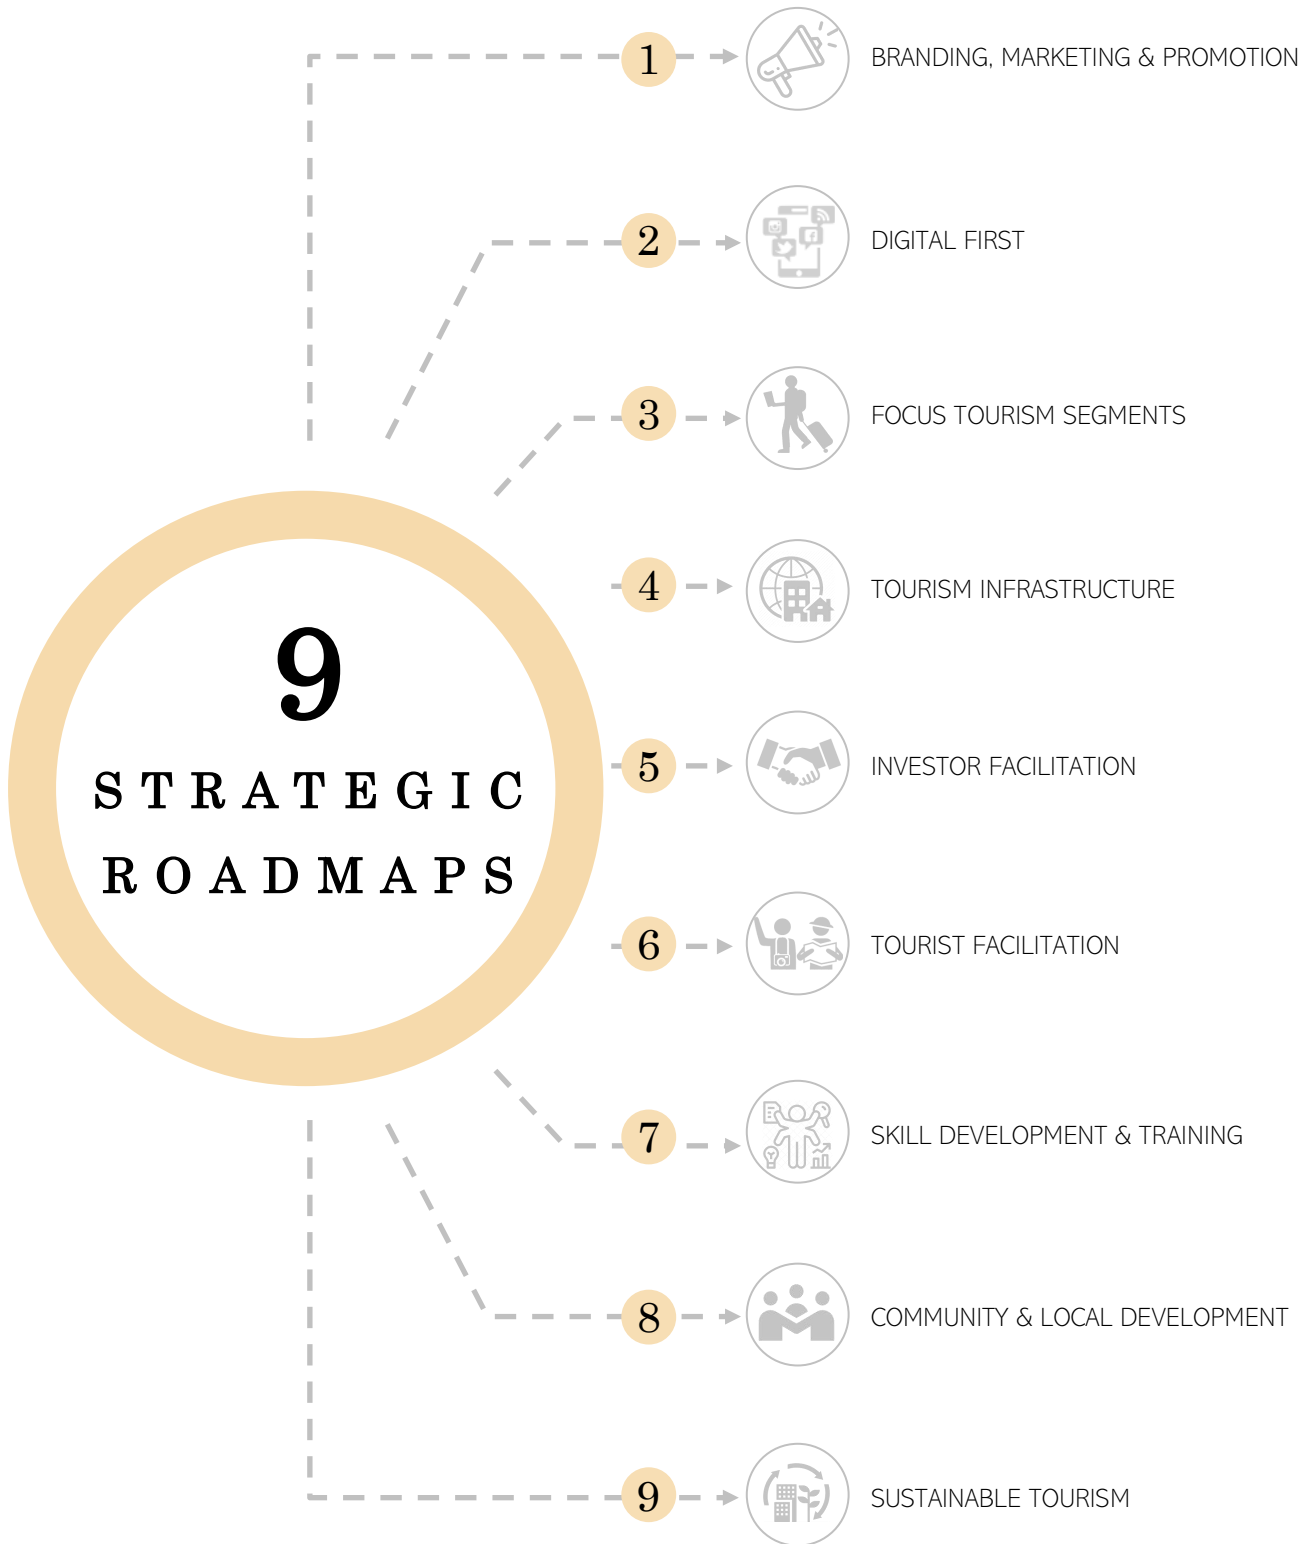 1
BRANDING, MARKETING & PROMOTION
2
DIGITAL FIRST
3
FOCUS TOURISM SEGMENTS
4
TOURISM INFRASTRUCTURE
9
STRATEGIC
ROADMAPS
5
INVESTOR FACILITATION
6
TOURIST FACILITATION
7
SKILL DEVELOPMENT & TRAINING
8
COMMUNITY & LOCAL DEVELOPMENT
9
SUSTAINABLE TOURISM